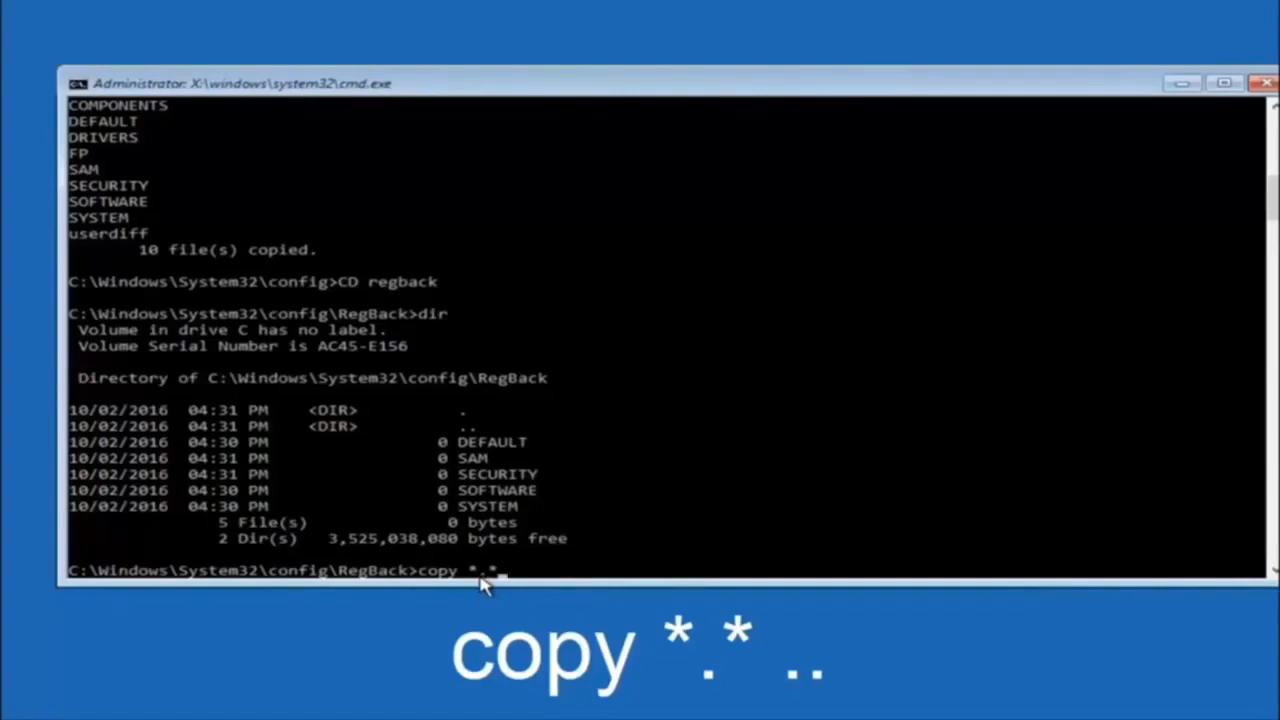 Administrator: X:\windows\system32\cmd.exe
COMPONENTS
DEFAULT
DRIVERS
FP
SAM
SECURITY
SOFTWARE
SYSTEM
userdiff
10 file(s) copied.
C:\Windows\System32\config>CD regback
C:\Windows\System32\config\RegBack>dir
Volume in drive C has no label.
Volume Serial Number is AC45-E156
Directory of C:\Windows\System32\config\RegBack
10/02/2016 04:31 PM <DIR> .
10/02/2016 04:31 PM <DIR> ..
10/02/2016 04:30 PM 0 DEFAULT
10/02/2016 04:31 PM 0 SAM
10/02/2016 04:31 PM 0 SECURITY
10/02/2016 04:30 PM 0 SOFTWARE
10/02/2016 04:30 PM 0 SYSTEM
5 File(s) 0 bytes
2 Dir(s) 3,525,038,080 bytes free
C:\Windows\System32\config\RegBack>copy *.*_
copy *.* ..